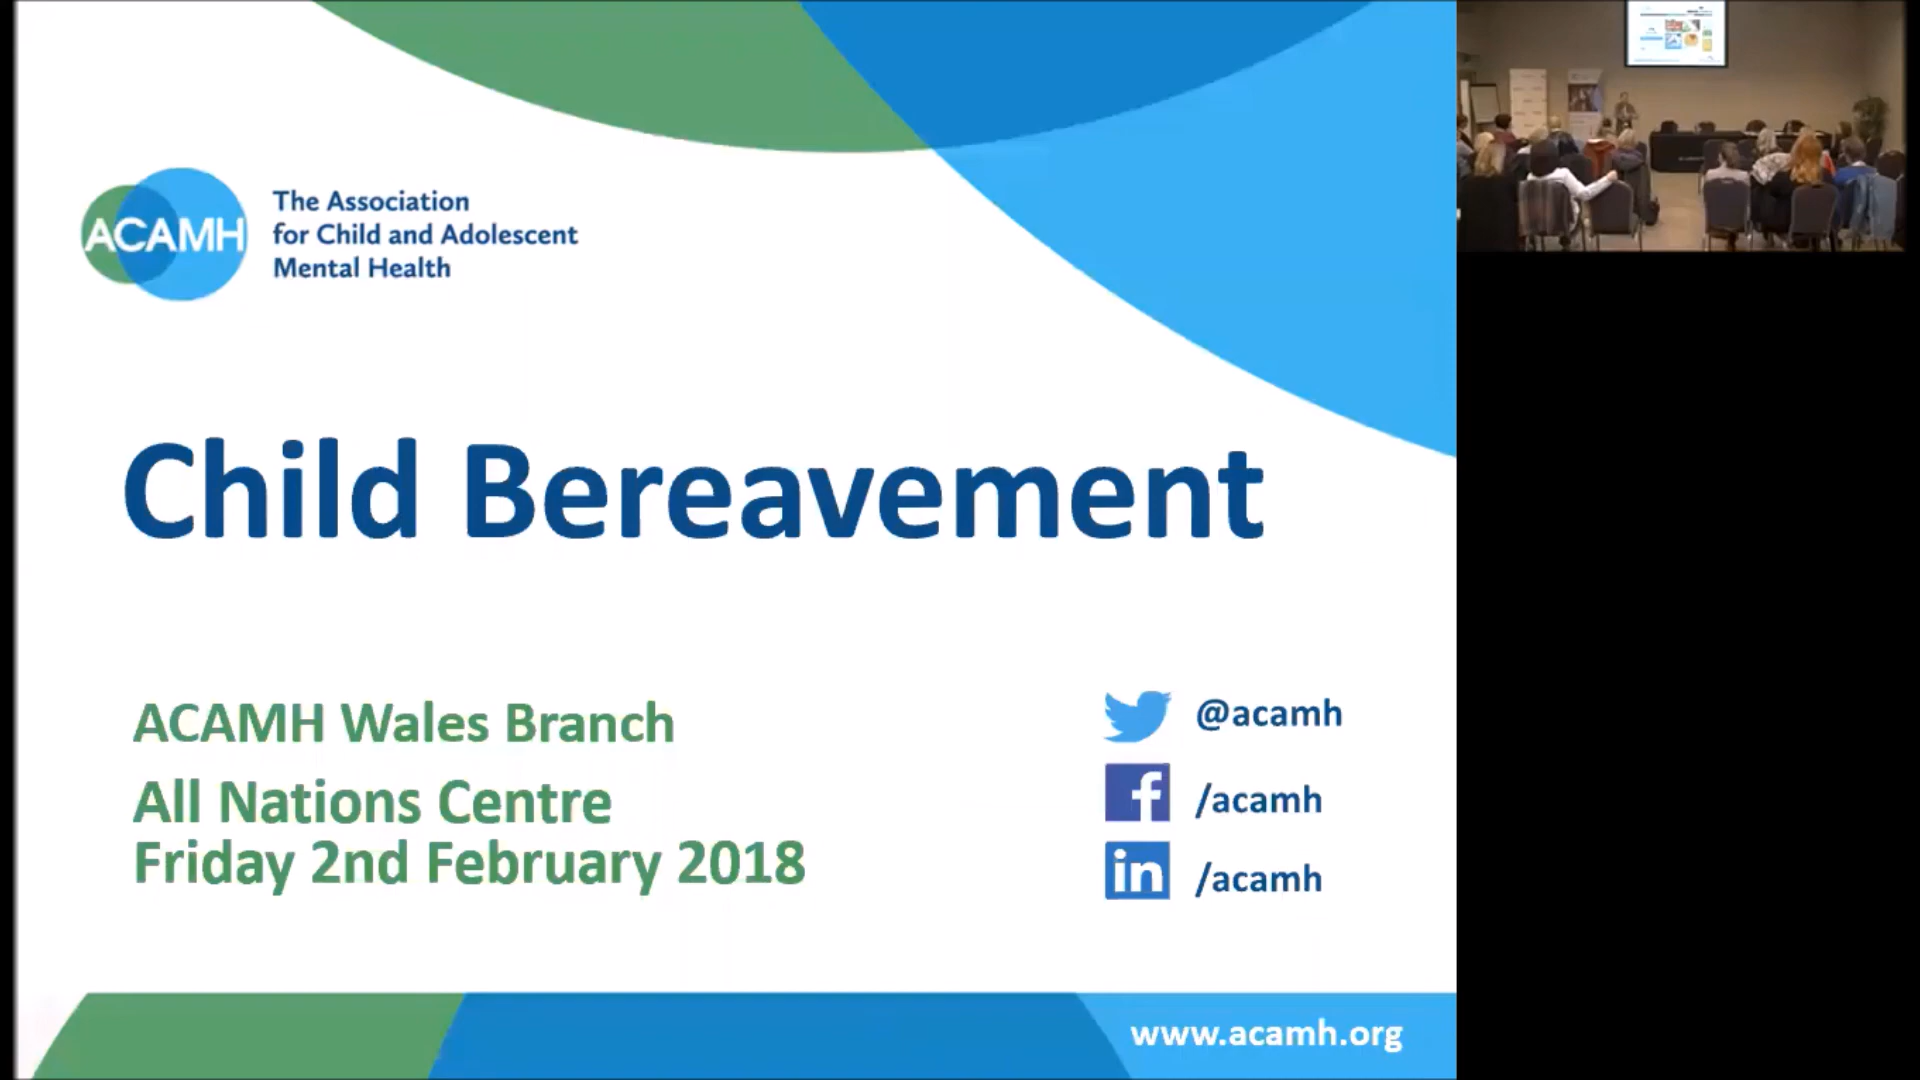 ACAMH
The Association
for Child and Adolescent
Mental Health
Child Bereavement
ACAMH Wales Branch
All Nations Centre
Friday 2nd February 2018
@acamh
/acamh
/acamh
www.acamh.org